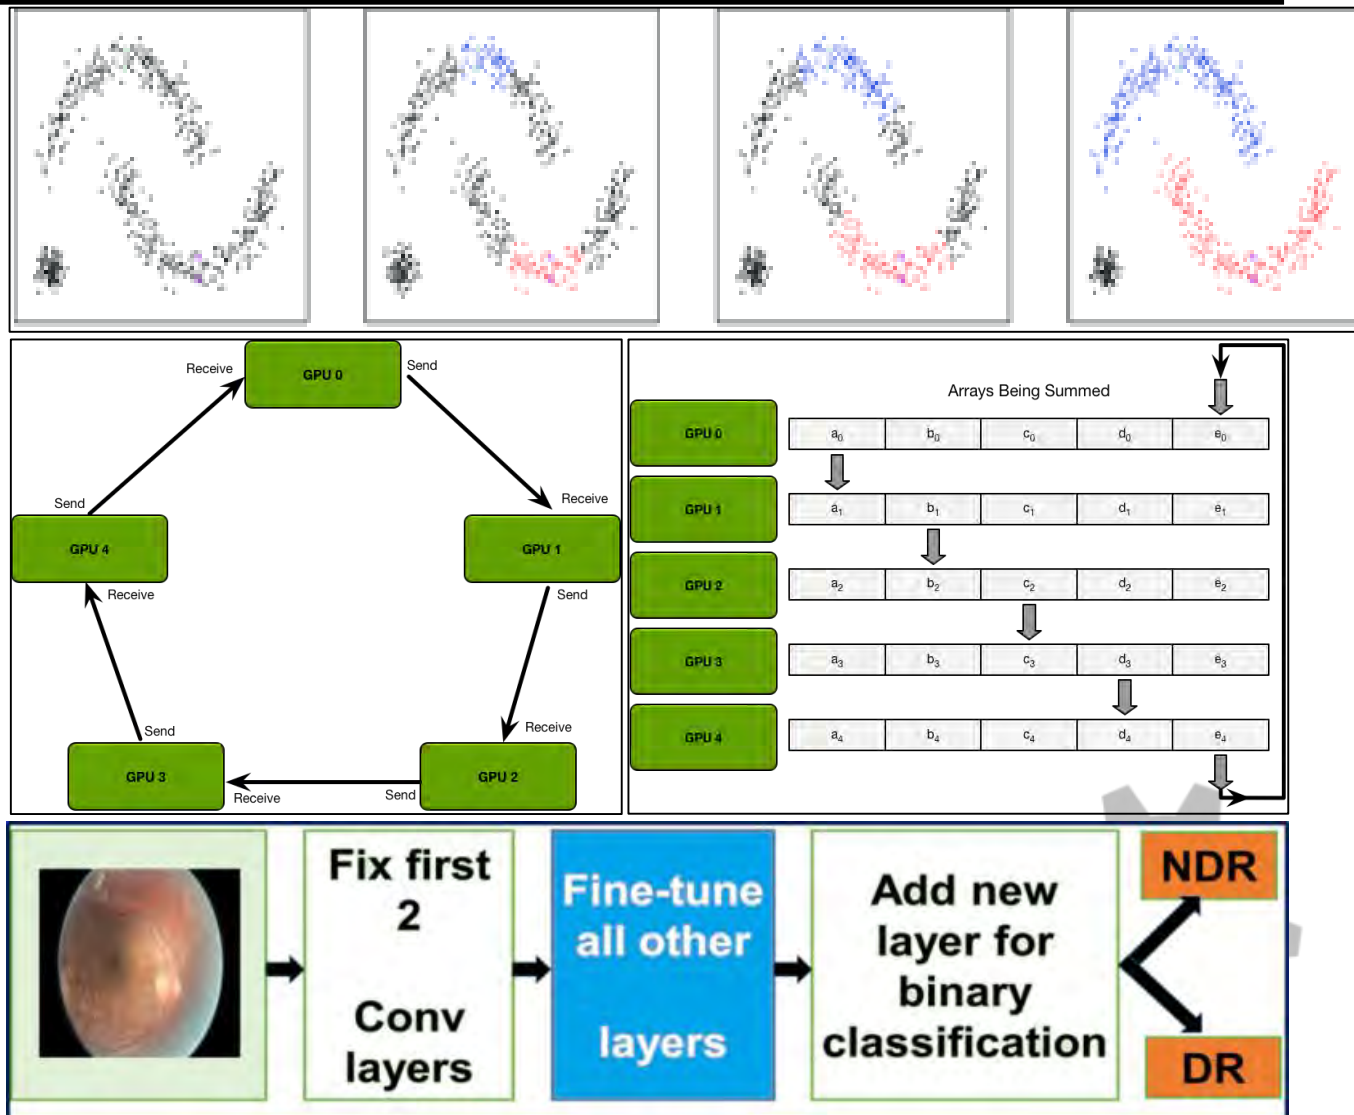 GPU 0
Receive
Send
Send
Receive
GPU 4
GPU 1
Receive
Send
Send
Receive
GPU 3
GPU 2
Receive
Send
Arrays Being Summed
GPU 0 a0 b0 c0 d0 e0
GPU 1 a1 b1 c1 d1 e1
GPU 2 a2 b2 c2 d2 e2
GPU 3 a3 b3 c3 d3 e3
GPU 4 a4 b4 c4 d4 e4
Fix first
2
Conv
layers
Fine-tune
all other
layers
Add new
layer for
binary
classification
NDR
DR